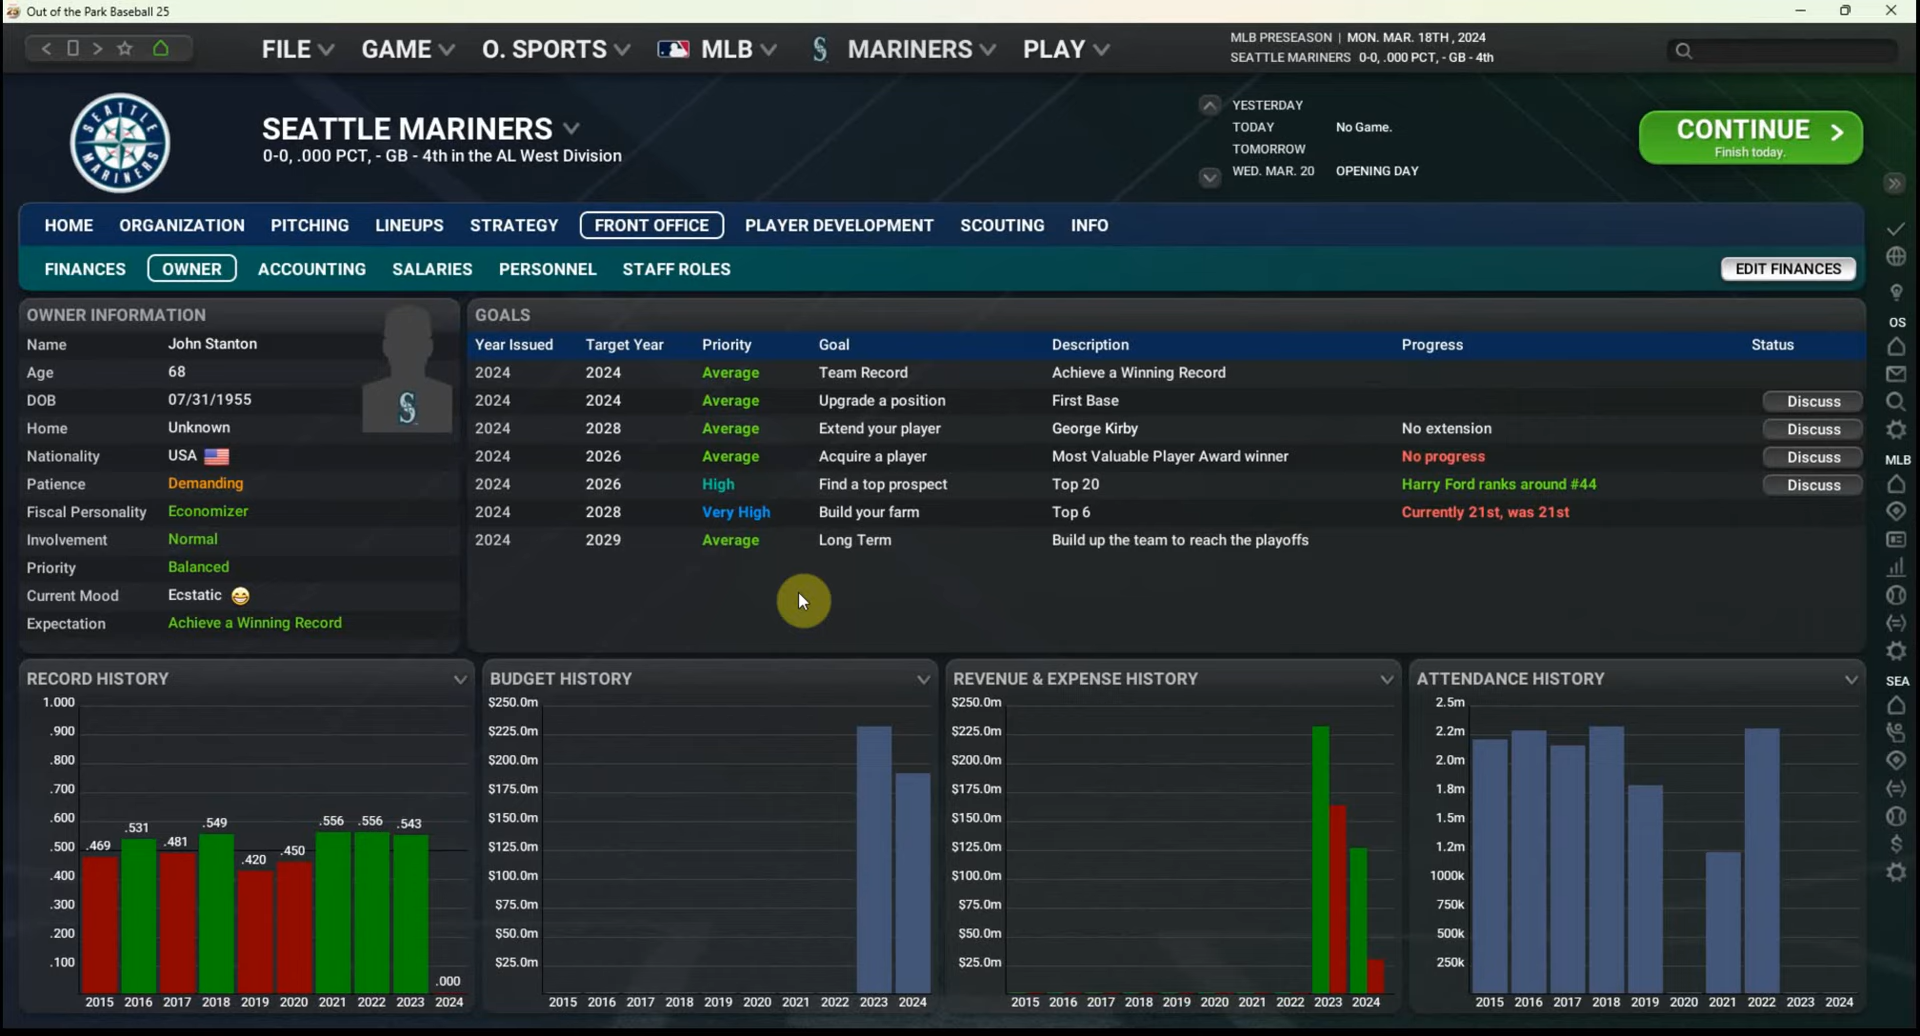 Out of the Park Baseball 25
FILE GAME O. SPORTS MLB MARINERS PLAY
MLB PRESEASON | MON. MAR. 18TH , 2024
SEATTLE MARINERS 0-0, .000 PCT, - GB - 4th
SEATTLE MARINERS
SEATTLE MARINERS
0-0, .000 PCT, - GB - 4th in the AL West Division
YESTERDAY
TODAY No Game.
TOMORROW
WED. MAR. 20 OPENING DAY
CONTINUE
Finish today.
HOME ORGANIZATION PITCHING LINEUPS STRATEGY FRONT OFFICE PLAYER DEVELOPMENT SCOUTING INFO
FINANCES OWNER ACCOUNTING SALARIES PERSONNEL STAFF ROLES EDIT FINANCES
OWNER INFORMATION
Name John Stanton
Age 68
DOB 07/31/1955
Home Unknown
Nationality USA
Patience Demanding
Fiscal Personality Economizer
Involvement Normal
Priority Balanced
Current Mood Ecstatic
Expectation Achieve a Winning Record
S
GOALS
Year Issued Target Year Priority Goal Description Progress Status
2024 2024 Average Team Record Achieve a Winning Record
2024 2024 Average Upgrade a position First Base Discuss
2024 2028 Average Extend your player George Kirby No extension Discuss
2024 2026 Average Acquire a player Most Valuable Player Award winner No progress Discuss
2024 2026 High Find a top prospect Top 20 Harry Ford ranks around #44 Discuss
2024 2028 Very High Build your farm Top 6 Currently 21st, was 21st
2024 2029 Average Long Term Build up the team to reach the playoffs
OS
MLB
SEA
RECORD HISTORY
1.000
.900
.800
.700
.600
.500
.400
.300
.200
.100
.469 .531 .481 .549 .420 .450 .556 .556 .543 .000
2015 2016 2017 2018 2019 2020 2021 2022 2023 2024
BUDGET HISTORY
$250.0m
$225.0m
$200.0m
$175.0m
$150.0m
$125.0m
$100.0m
$75.0m
$50.0m
$25.0m
2015 2016 2017 2018 2019 2020 2021 2022 2023 2024
REVENUE & EXPENSE HISTORY
$250.0m
$225.0m
$200.0m
$175.0m
$150.0m
$125.0m
$100.0m
$75.0m
$50.0m
$25.0m
2015 2016 2017 2018 2019 2020 2021 2022 2023 2024
ATTENDANCE HISTORY
2.5m
2.2m
2.0m
1.8m
1.5m
1.2m
1000k
750k
500k
250k
2015 2016 2017 2018 2019 2020 2021 2022 2023 2024